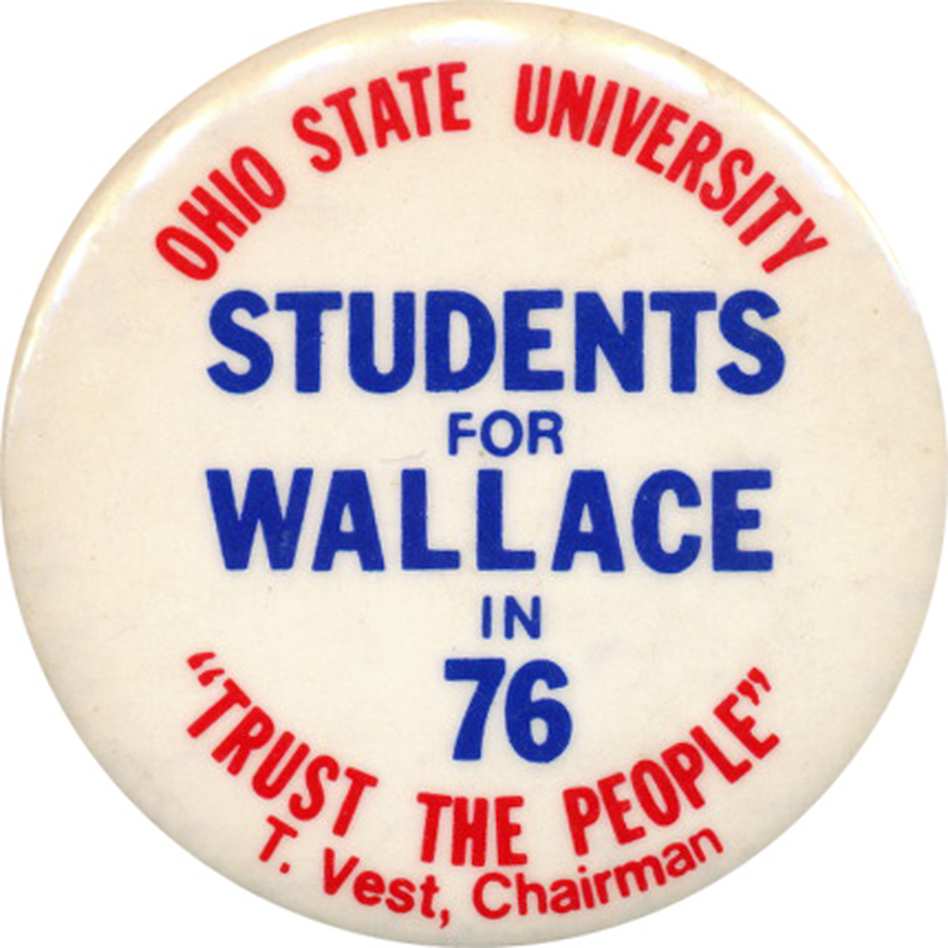 OHIO STATE UNIVERSITY
STUDENTS
FOR
WALLACE
IN
76
“TRUST THE PEOPLE”
T. Vest, Chairman